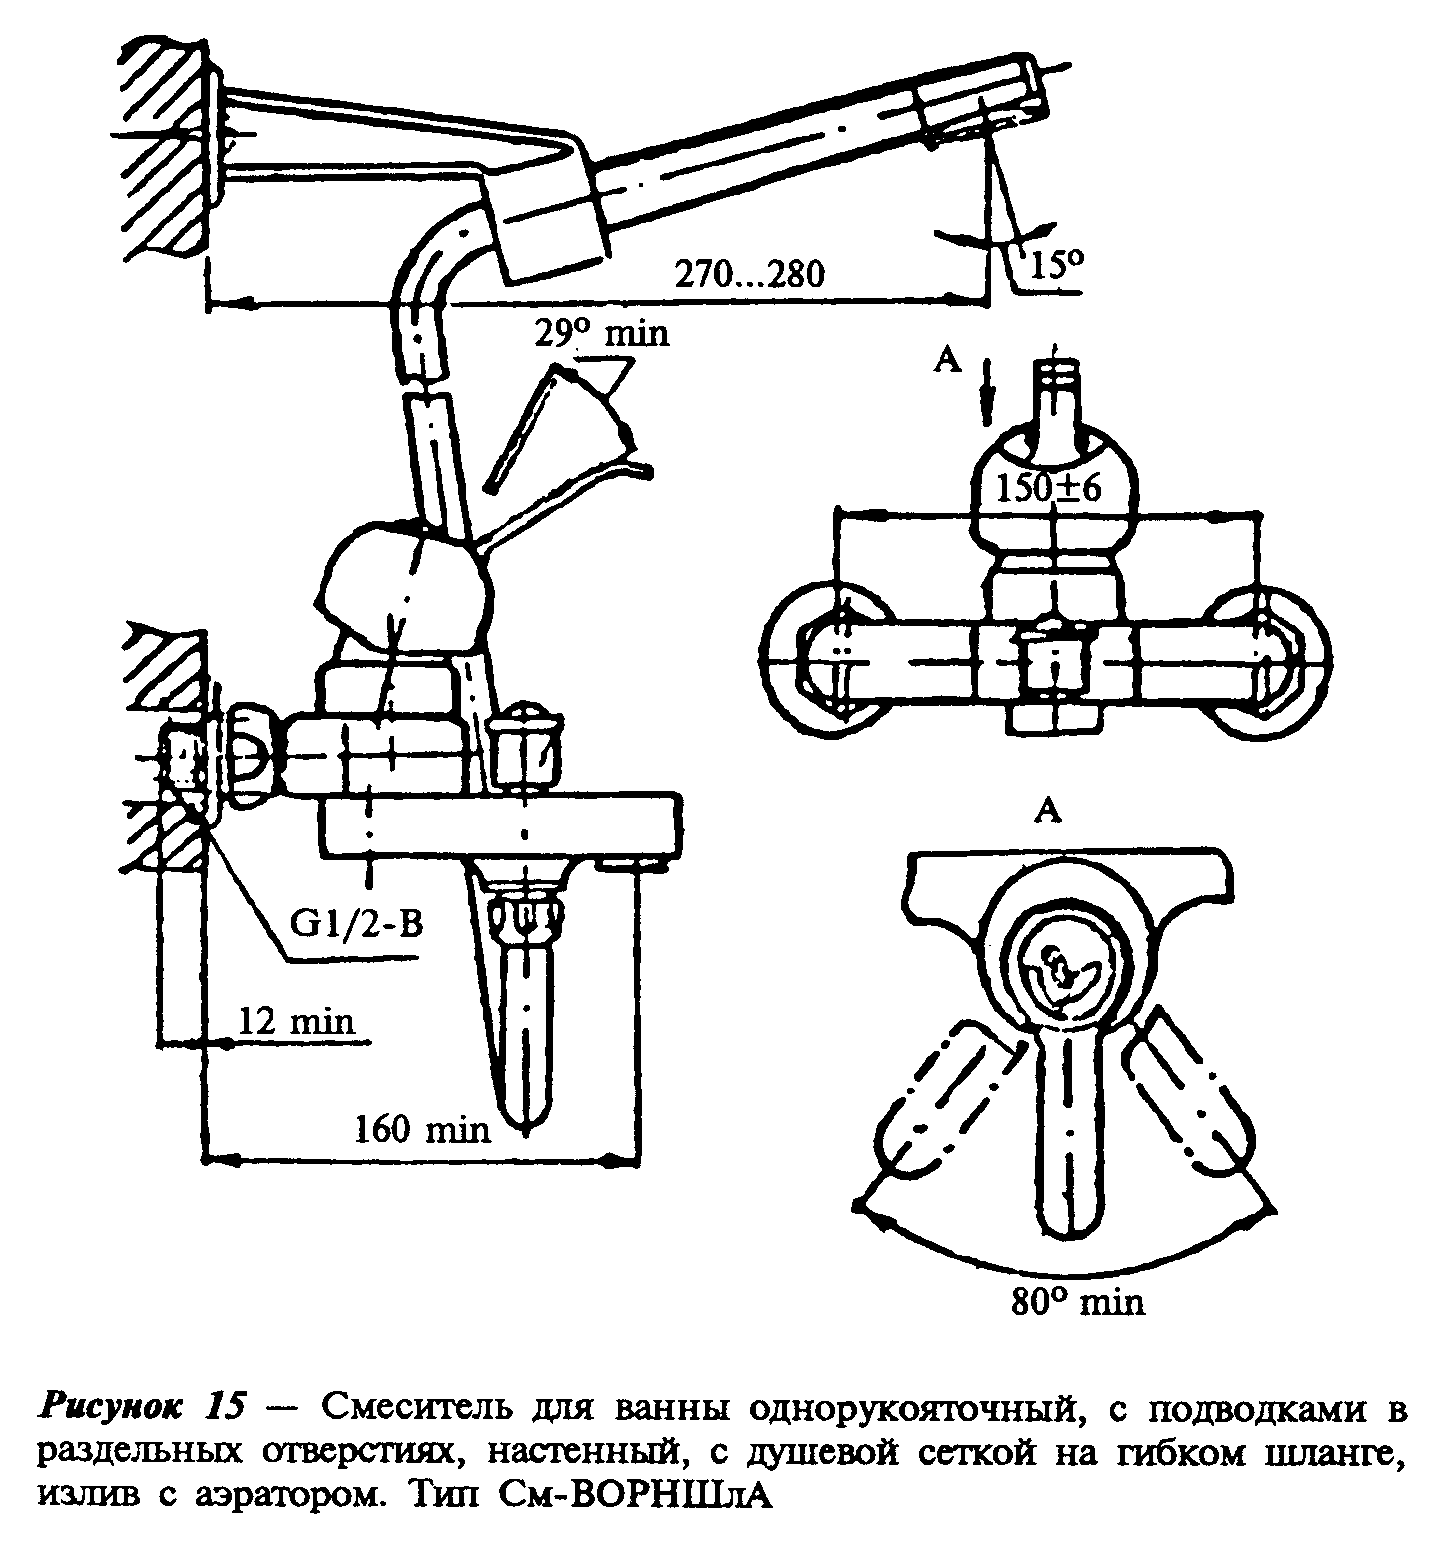 270...280
15°
29° min
A
150±6
G1/2-B
12 min
160 min
A
80° min
Рисунок 15 — Смеситель для ванны однорукояточный, с подводками в
раздельных отверстиях, настенный, с душевой сеткой на гибком шланге,
излив с аэратором. Тип См-ВОРНШлА